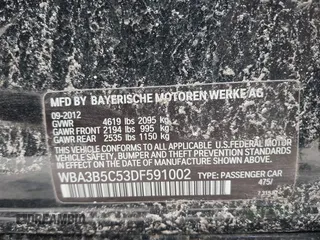 MFD BY BAYERISCHE MOTOREN WERKE AG
09-2012
GVWR 4619 lbs 2095 kg
GAWR FRONT 2194 lbs 995 kg
GAWR REAR 2535 lbs 1150 kg
THIS VEHICLE CONFORMS TO ALL APPLICABLE U.S. FEDERAL MOTOR
VEHICLE SAFETY, BUMPER, AND THEFT PREVENTION STANDARDS IN
EFFECT ON THE DATE OF MANUFACTURE SHOWN ABOVE.
WBA3B5C53DF591002 TYPE: PASSENGER CAR
475/